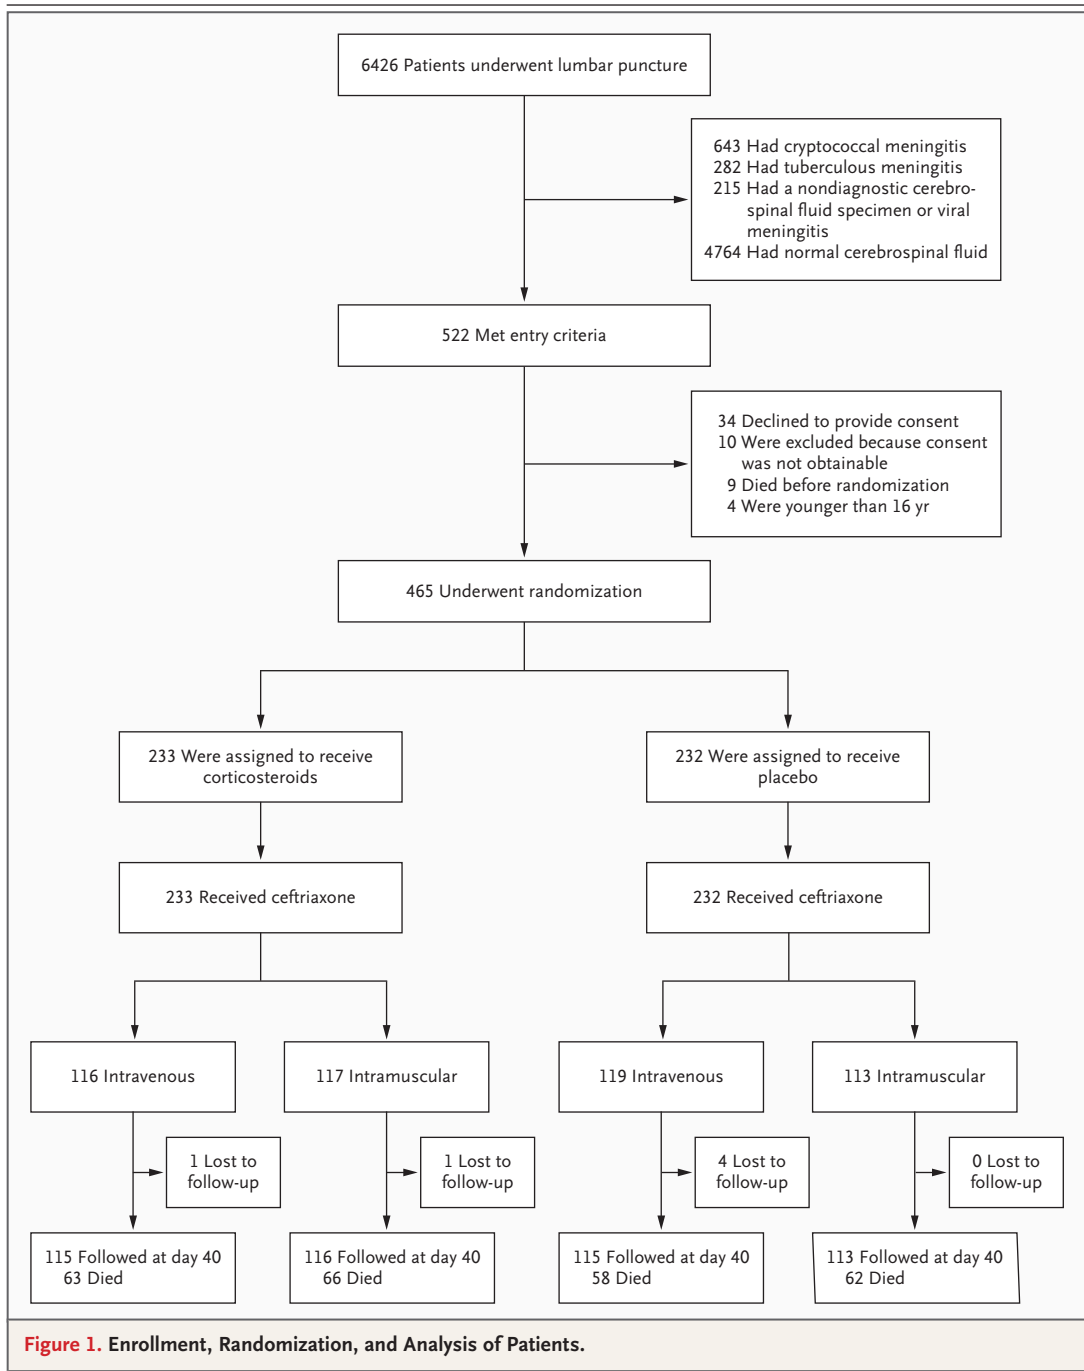 6426 Patients underwent lumbar puncture
643 Had cryptococcal meningitis
282 Had tuberculous meningitis
215 Had a nondiagnostic cerebro-
spinal fluid specimen or viral
meningitis
4764 Had normal cerebrospinal fluid
522 Met entry criteria
34 Declined to provide consent
10 Were excluded because consent
was not obtainable
9 Died before randomization
4 Were younger than 16 yr
465 Underwent randomization
233 Were assigned to receive
corticosteroids
232 Were assigned to receive
placebo
233 Received ceftriaxone
232 Received ceftriaxone
116 Intravenous
117 Intramuscular
119 Intravenous
113 Intramuscular
1 Lost to
follow-up
1 Lost to
follow-up
4 Lost to
follow-up
0 Lost to
follow-up
115 Followed at day 40
63 Died
116 Followed at day 40
66 Died
115 Followed at day 40
58 Died
113 Followed at day 40
62 Died
Figure 1. Enrollment, Randomization, and Analysis of Patients.